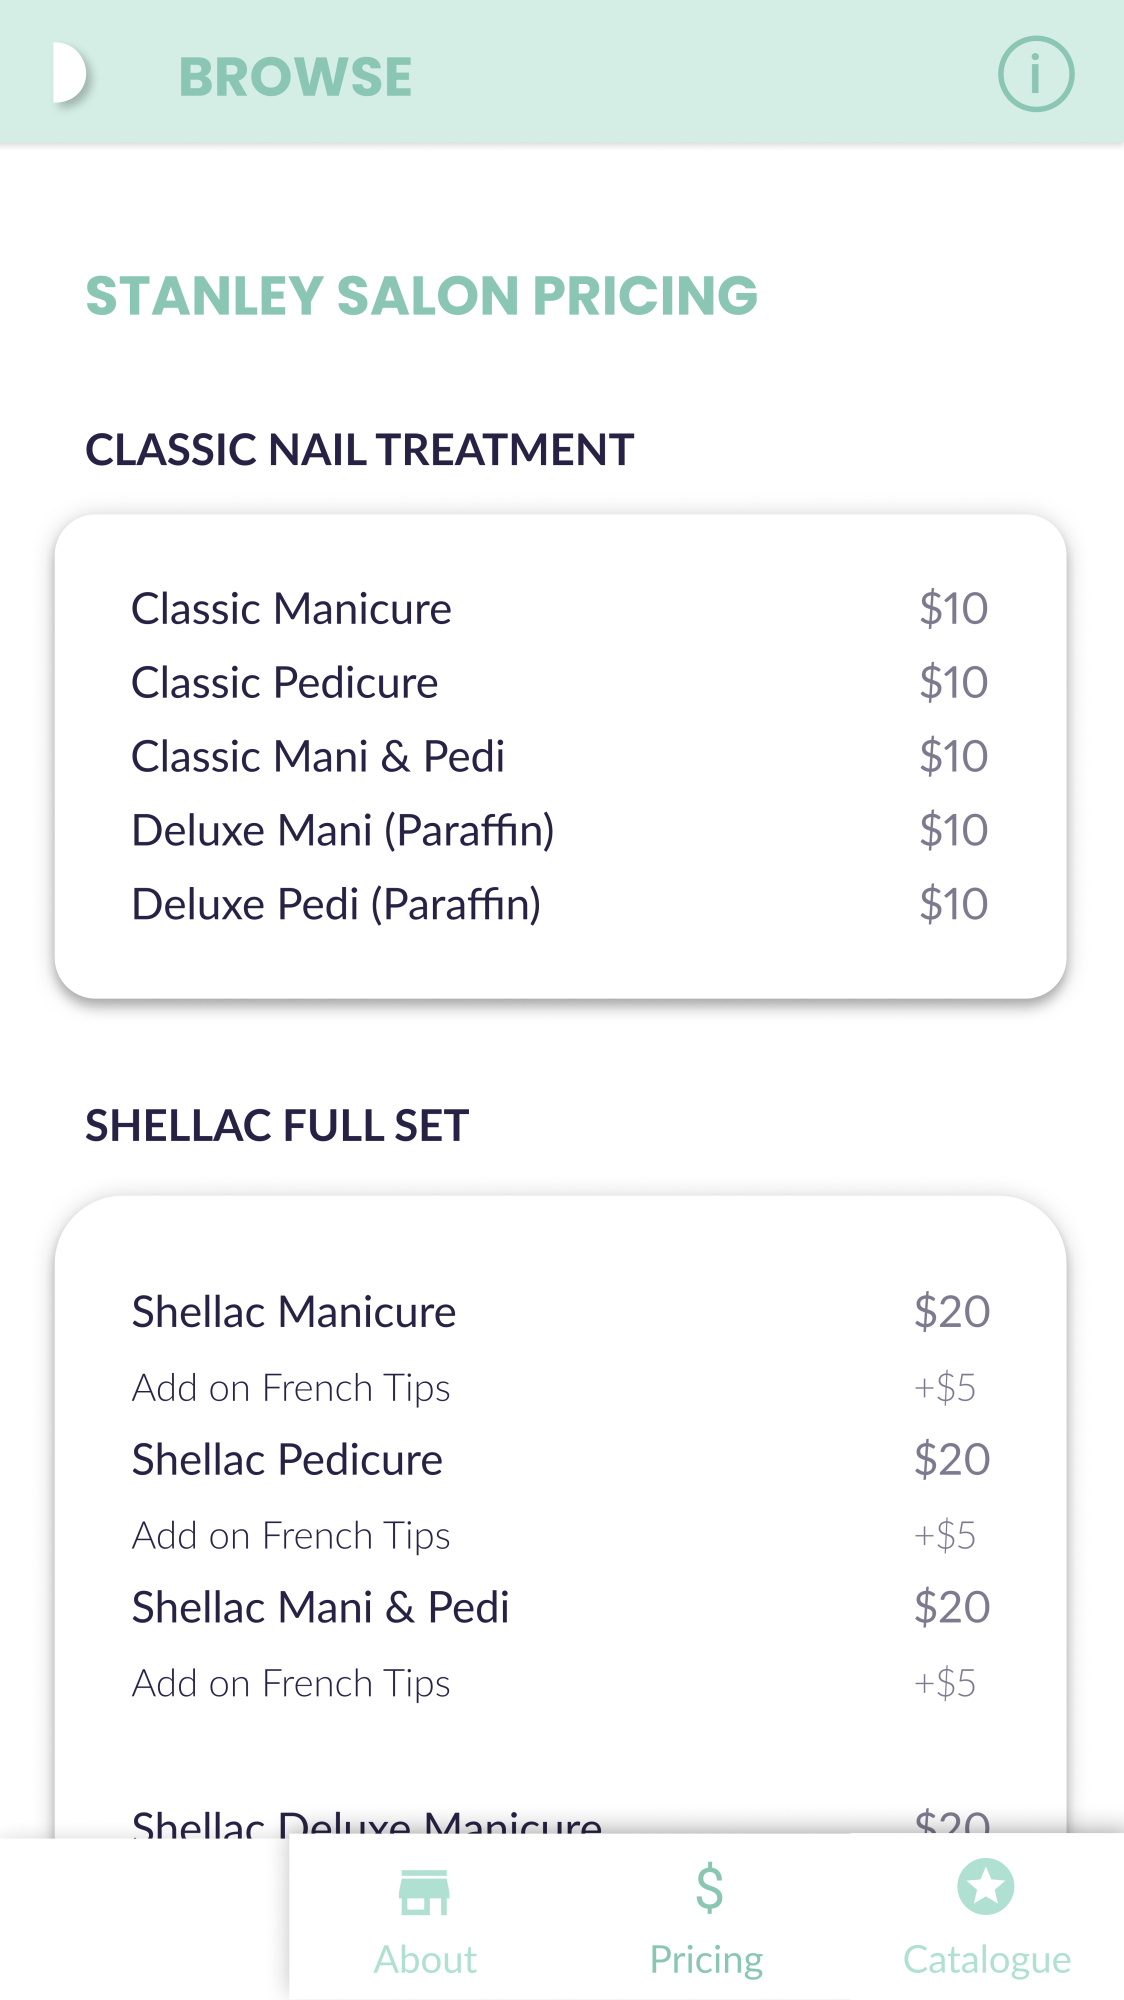 BROWSE
i
STANLEY SALON PRICING
CLASSIC NAIL TREATMENT
Classic Manicure $10
Classic Pedicure $10
Classic Mani & Pedi $10
Deluxe Mani (Paraffin) $10
Deluxe Pedi (Paraffin) $10
SHELLAC FULL SET
Shellac Manicure $20
Add on French Tips +$5
Shellac Pedicure $20
Add on French Tips +$5
Shellac Mani & Pedi $20
Add on French Tips +$5
Shellac Deluxe Manicure $20
$
About Pricing Catalogue